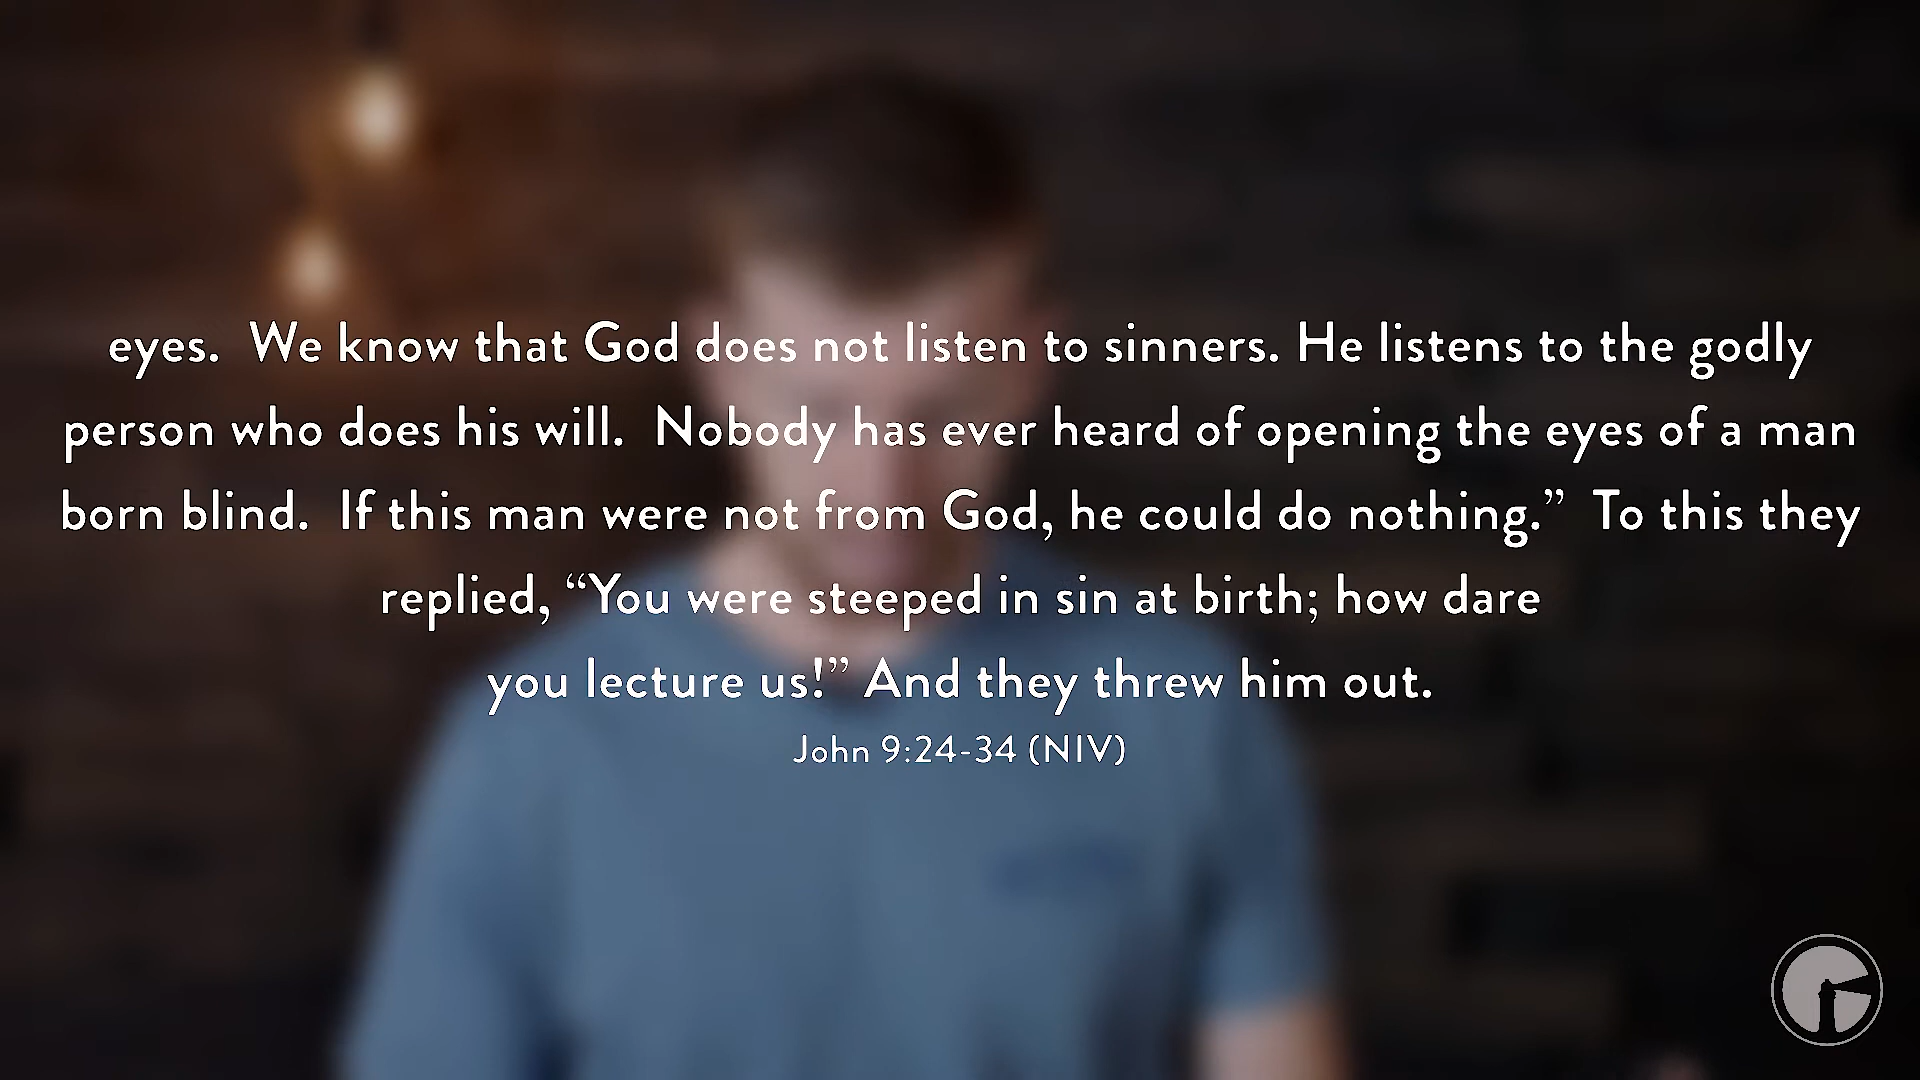 eyes.  We know that God does not listen to sinners. He listens to the godly
person who does his will.  Nobody has ever heard of opening the eyes of a man
born blind.  If this man were not from God, he could do nothing.”  To this they
replied, “You were steeped in sin at birth; how dare
you lecture us!” And they threw him out.
John 9:24-34 (NIV)